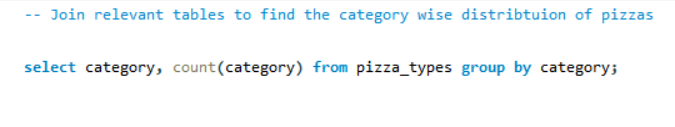 -- Join relevant tables to find the category wise distribtuion of pizzas
select category, count(category) from pizza_types group by category;